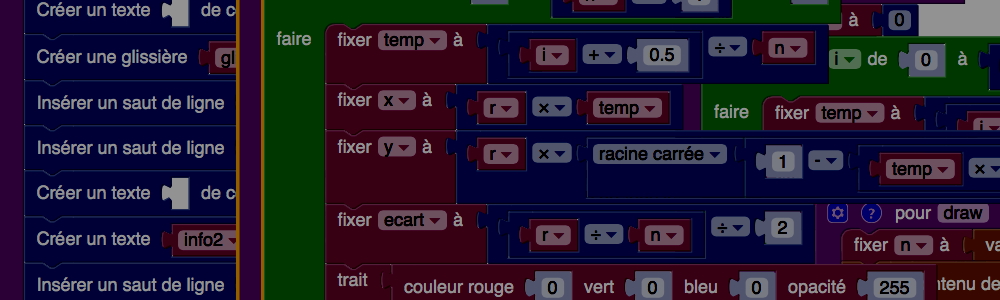 Créer un texte de c
Créer une glissière gl
Insérer un saut de ligne
Insérer un saut de ligne
Créer un texte de c
Créer un texte info2
Insérer un saut de ligne
faire
fixer temp à i + 0.5 ÷ n
fixer x à r × temp
fixer y à r × racine carrée 1 - temp ×
fixer ecart à r ÷ n ÷ 2
trait couleur rouge 0 vert 0 bleu 0 opacité 255
à 0
i de 0 à
faire fixer temp à i
pour draw
fixer n à va
ntenu de